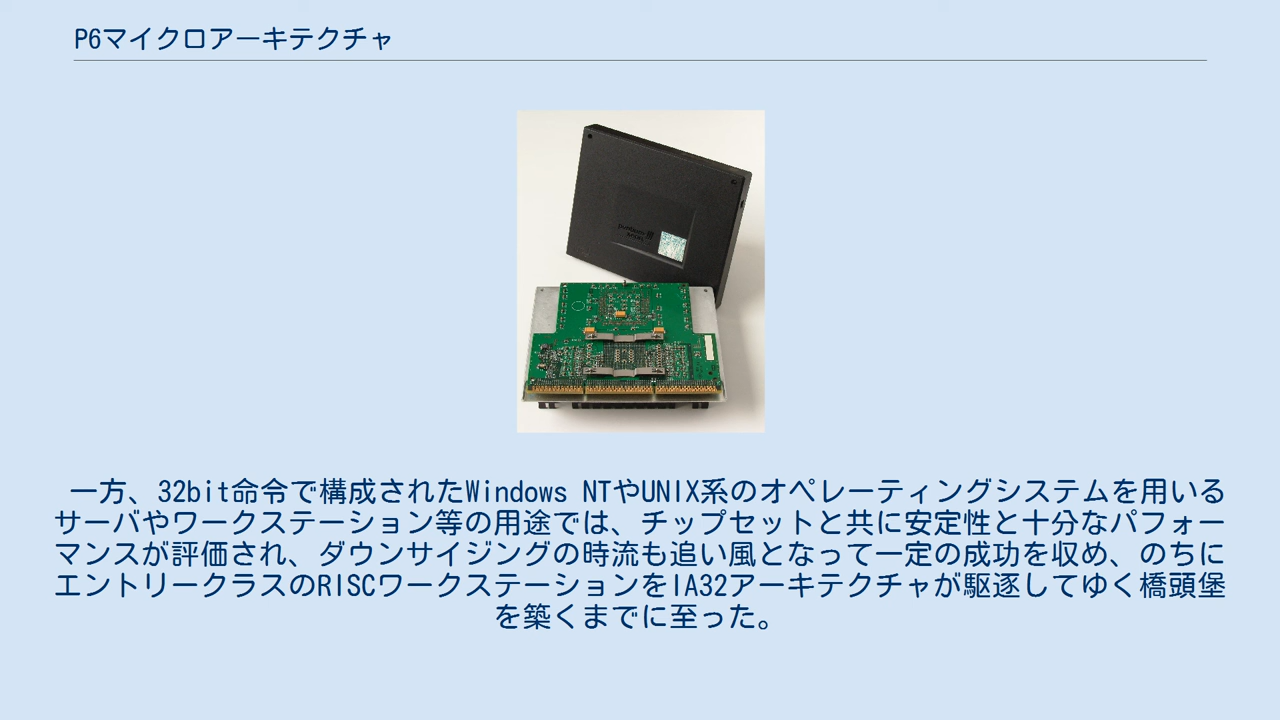 P6マイクロアーキテクチャ
一方、32bit命令で構成されたWindows NTやUNIX系のオペレーティングシステムを用いる
サーバやワークステーション等の用途では、チップセットと共に安定性と十分なパフォー
マンスが評価され、ダウンサイジングの時流も追い風となって一定の成功を収め、のちに
エントリークラスのRISCワークステーションをIA32アーキテクチャが駆逐してゆく橋頭堡
を築くまでに至った。